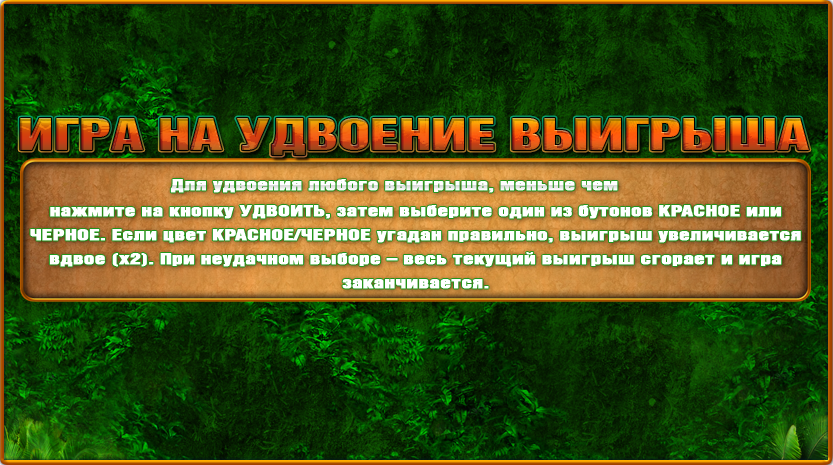 ИГРА НА УДВОЕНИЕ ВЫИГРЫША
Для удвоения любого выигрыша, меньше чем
нажмите на кнопку УДВОИТЬ, затем выберите один из бутонов КРАСНОЕ или
ЧЕРНОЕ. Если цвет КРАСНОЕ/ЧЕРНОЕ угадан правильно, выигрыш увеличивается
вдвое (x2). При неудачном выборе – весь текущий выигрыш сгорает и игра
заканчивается.